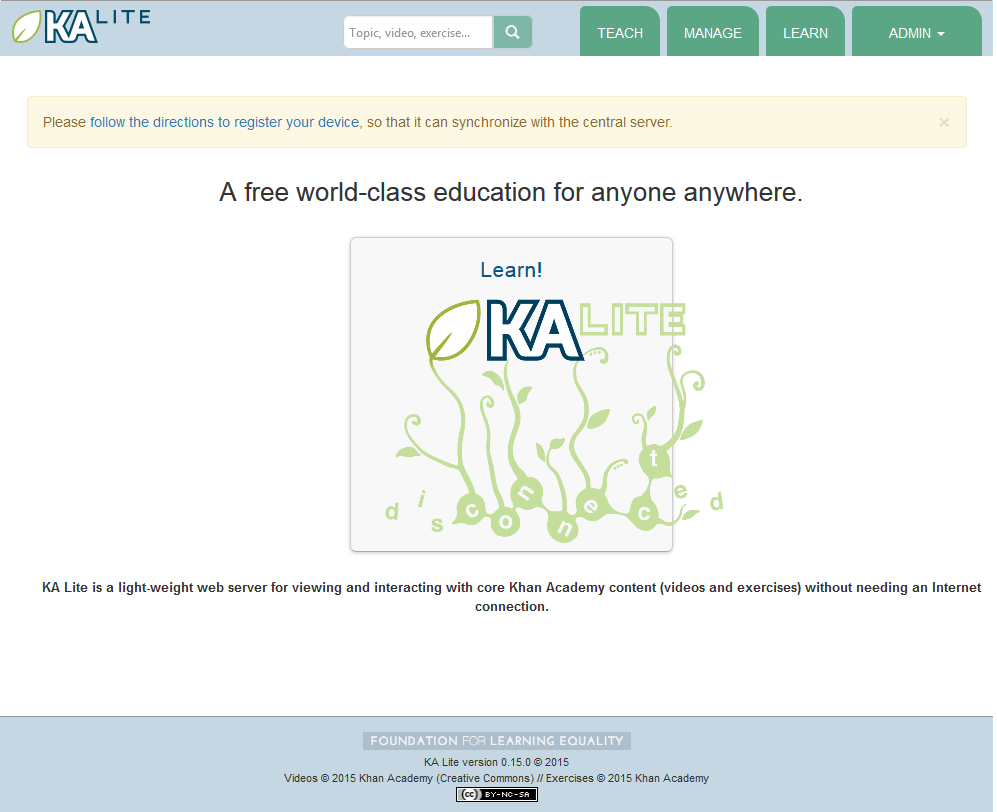 KA LITE
Topic, video, exercise...
TEACH
MANAGE
LEARN
ADMIN
Please follow the directions to register your device, so that it can synchronize with the central server.
×
A free world-class education for anyone anywhere.
Learn!
KA LITE
disconnected
KA Lite is a light-weight web server for viewing and interacting with core Khan Academy content (videos and exercises) without needing an Internet
connection.
FOUNDATION FOR LEARNING EQUALITY
KA Lite version 0.15.0 © 2015
Videos © 2015 Khan Academy (Creative Commons) // Exercises © 2015 Khan Academy
cc BY-NC-SA